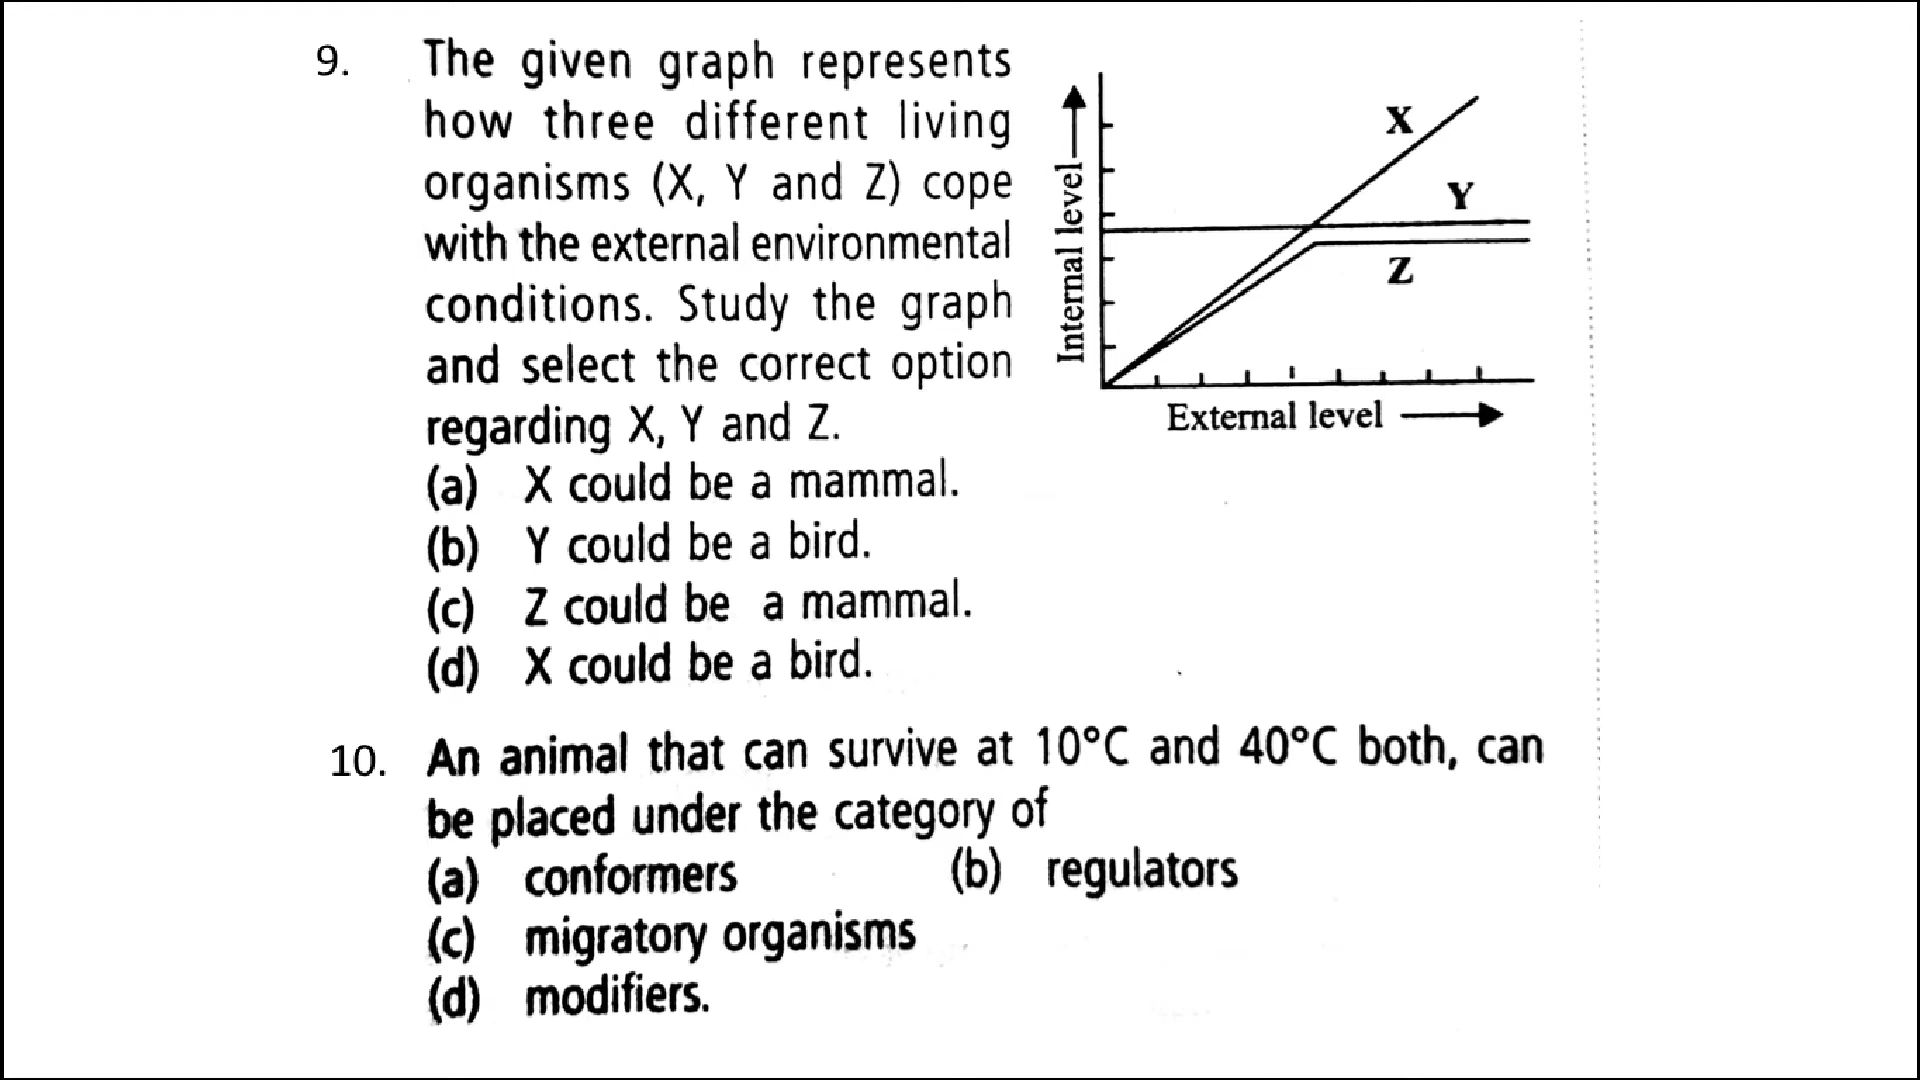 9. The given graph represents
how three different living
organisms (X, Y and Z) cope
with the external environmental
conditions. Study the graph
and select the correct option
regarding X, Y and Z.
Internal level
X
Y
Z
External level
(a) X could be a mammal.
(b) Y could be a bird.
(c) Z could be a mammal.
(d) X could be a bird.
10. An animal that can survive at 10°C and 40°C both, can
be placed under the category of
(a) conformers (b) regulators
(c) migratory organisms
(d) modifiers.